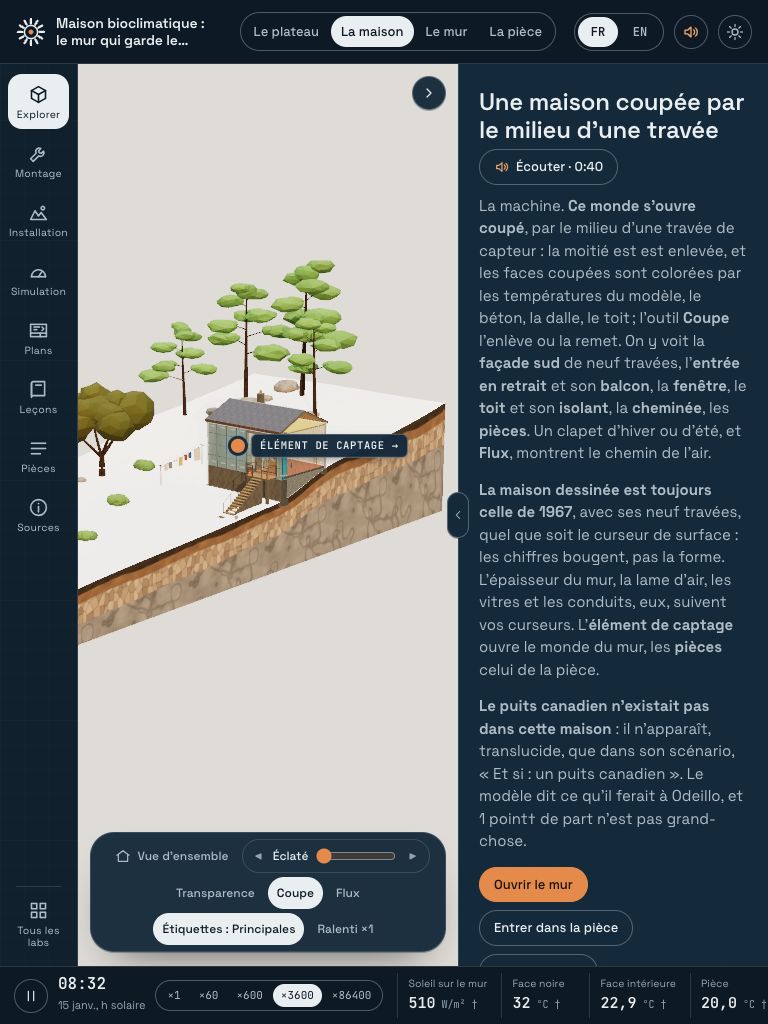 Maison bioclimatique :
le mur qui garde le…
Le plateau
La maison
Le mur
La pièce
FR
EN
Explorer
Montage
Installation
Simulation
Plans
Leçons
Pièces
Sources
Tous les
labs
ÉLÉMENT DE CAPTAGE →
Vue d'ensemble
Éclaté
Transparence
Coupe
Flux
Étiquettes : Principales
Ralenti ×1
Une maison coupée par
le milieu d'une travée
Écouter · 0:40
La machine. Ce monde s'ouvre
coupé, par le milieu d'une travée de
capteur : la moitié est est enlevée, et
les faces coupées sont colorées par
les températures du modèle, le
béton, la dalle, le toit ; l'outil Coupe
l'enlève ou la remet. On y voit la
façade sud de neuf travées, l'entrée
en retrait et son balcon, la fenêtre, le
toit et son isolant, la cheminée, les
pièces. Un clapet d'hiver ou d'été, et
Flux, montrent le chemin de l'air.
La maison dessinée est toujours
celle de 1967, avec ses neuf travées,
quel que soit le curseur de surface :
les chiffres bougent, pas la forme.
L'épaisseur du mur, la lame d'air, les
vitres et les conduits, eux, suivent
vos curseurs. L'élément de captage
ouvre le monde du mur, les pièces
celui de la pièce.
Le puits canadien n'existait pas
dans cette maison : il n'apparaît,
translucide, que dans son scénario,
« Et si : un puits canadien ». Le
modèle dit ce qu'il ferait à Odeillo, et
1 point† de part n'est pas grand-
chose.
Ouvrir le mur
Entrer dans la pièce
08:32
15 janv., h solaire
×1
×60
×600
×3600
×86400
Soleil sur le mur
510 W/m² †
Face noire
32 °C †
Face intérieure
22,9 °C †
Pièce
20,0 °C †